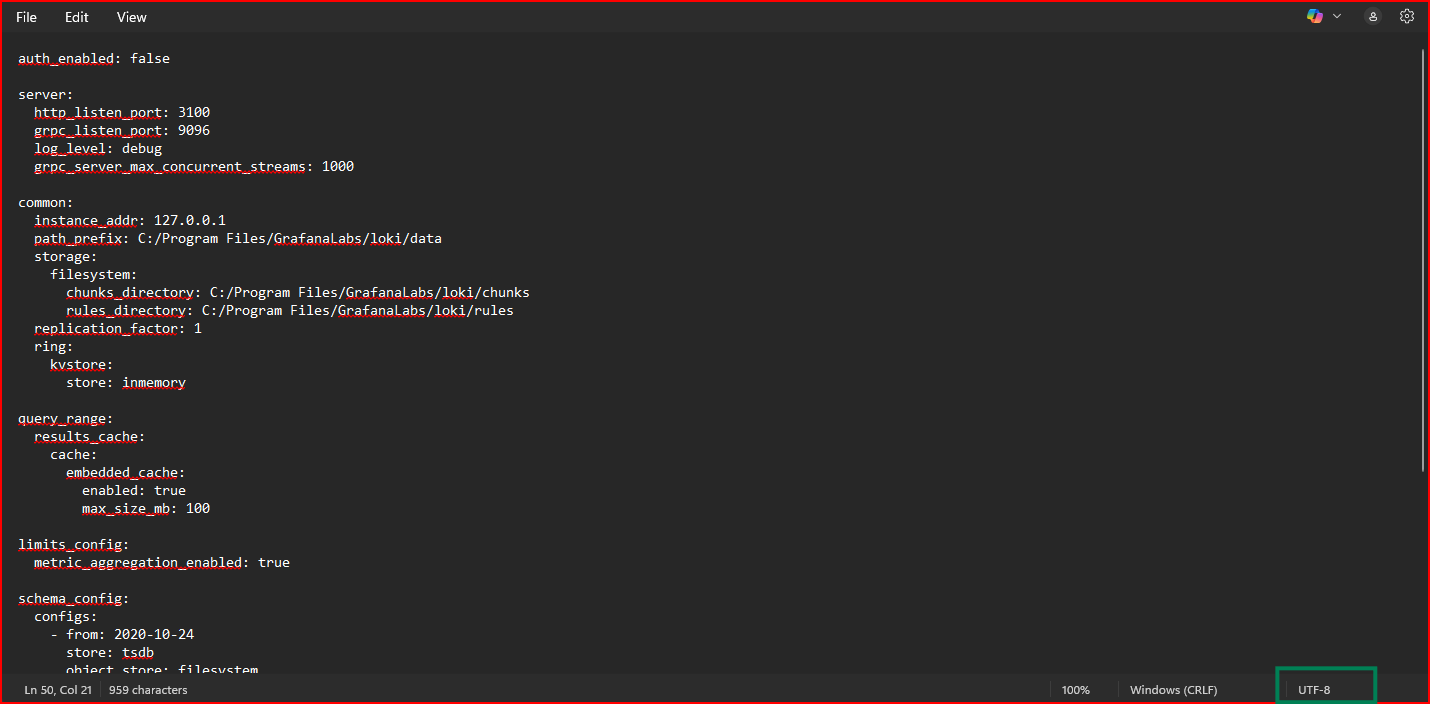 File Edit View
auth_enabled: false
server:
  http_listen_port: 3100
  grpc_listen_port: 9096
  log_level: debug
  grpc_server_max_concurrent_streams: 1000
common:
  instance_addr: 127.0.0.1
  path_prefix: C:/Program Files/GrafanaLabs/loki/data
  storage:
    filesystem:
      chunks_directory: C:/Program Files/GrafanaLabs/loki/chunks
      rules_directory: C:/Program Files/GrafanaLabs/loki/rules
  replication_factor: 1
  ring:
    kvstore:
      store: inmemory
query_range:
  results_cache:
    cache:
      embedded_cache:
        enabled: true
        max_size_mb: 100
limits_config:
  metric_aggregation_enabled: true
schema_config:
  configs:
    - from: 2020-10-24
      store: tsdb
      object_store: filesystem
Ln 50, Col 21 959 characters 100% Windows (CRLF) UTF-8